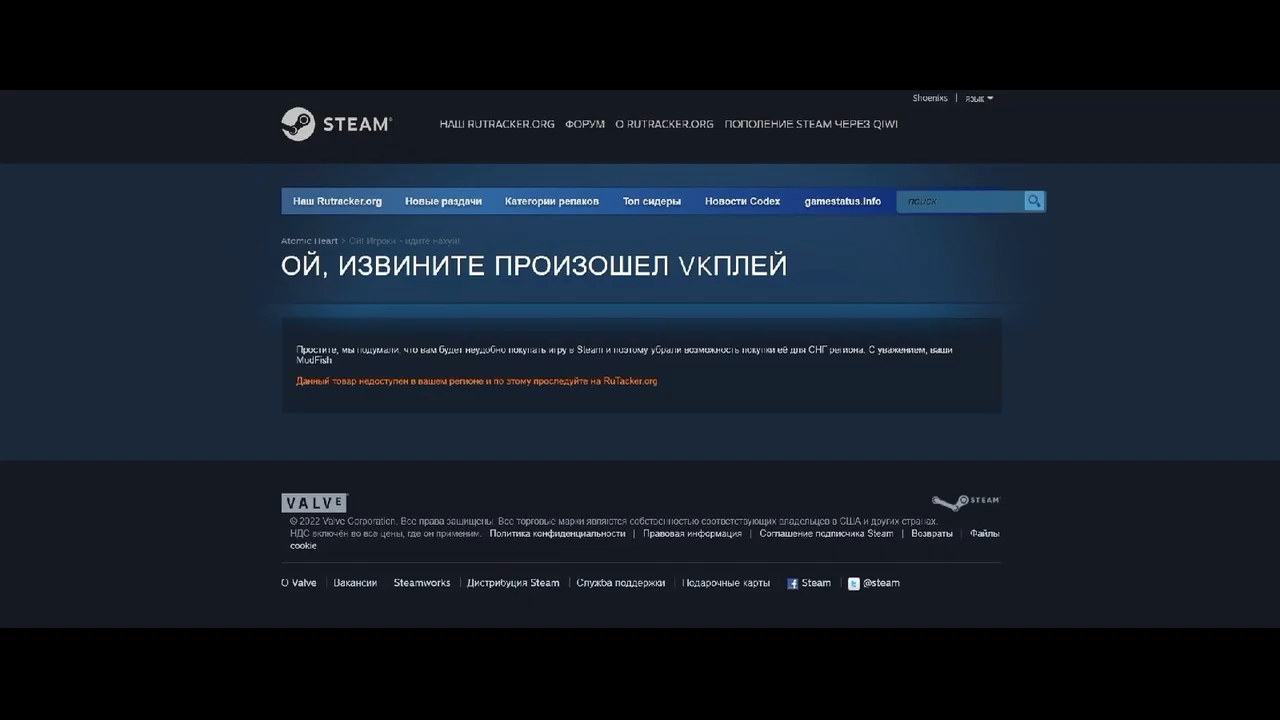 Shoenixs | язык
STEAM® НАШ RUTRACKER.ORG ФОРУМ О RUTRACKER.ORG ПОПОЛЕНИЕ STEAM ЧЕРЕЗ QIWI
Наш Rutracker.org Новые раздачи Категории репаков Топ сидеры Новости Codex gamestatus.info поиск
Atomic Heart > Ой! Игроки - идите нахуй!
ОЙ, ИЗВИНИТЕ ПРОИЗОШЕЛ VKПЛЕЙ
Простите, мы подумали, что вам будет неудобно покупать игру в Steam и поэтому убрали возможность покупки её для СНГ региона. С уважением, ваши
MudFish
Данный товар недоступен в вашем регионе и по этому проследуйте на RuTacker.org
VALVE STEAM
© 2022 Valve Corporation. Все права защищены. Все торговые марки являются собственностью соответствующих владельцев в США и других странах.
НДС включён во все цены, где он применим. Политика конфиденциальности | Правовая информация | Соглашение подписчика Steam | Возвраты | Файлы
cookie
О Valve | Вакансии Steamworks | Дистрибуция Steam | Служба поддержки | Подарочные карты Steam @steam